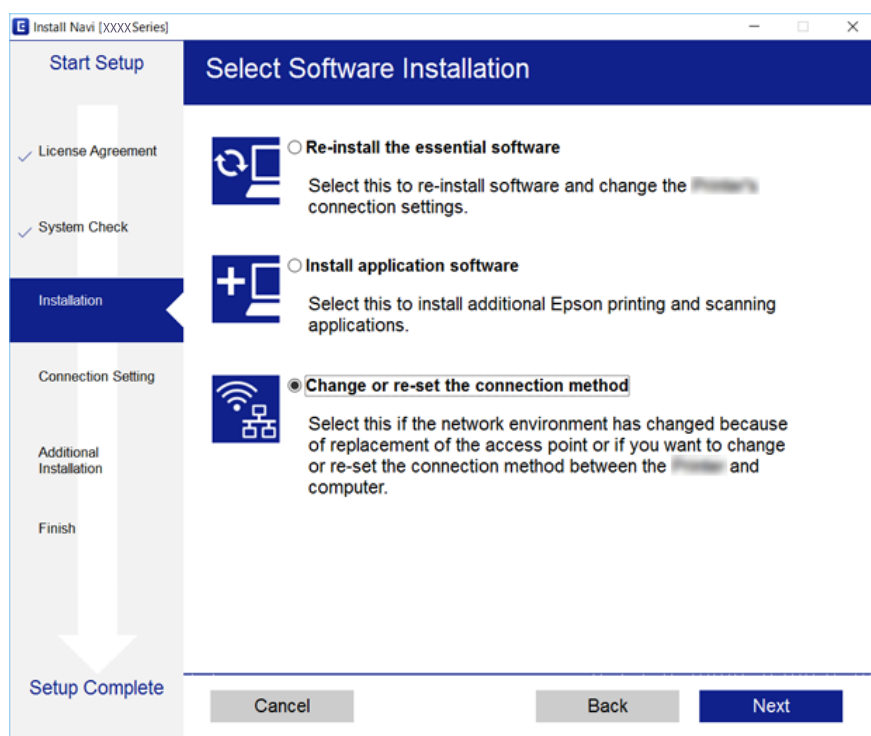 E Install Navi [XXXX Series]
Start Setup
Select Software Installation
License Agreement
System Check
Installation
Connection Setting
Additional
Installation
Finish
Setup Complete
Re-install the essential software
Select this to re-install software and change the
connection settings.
Install application software
Select this to install additional Epson printing and scanning
applications.
Change or re-set the connection method
Select this if the network environment has changed because
of replacement of the access point or if you want to change
or re-set the connection method between the and
computer.
Cancel
Back
Next